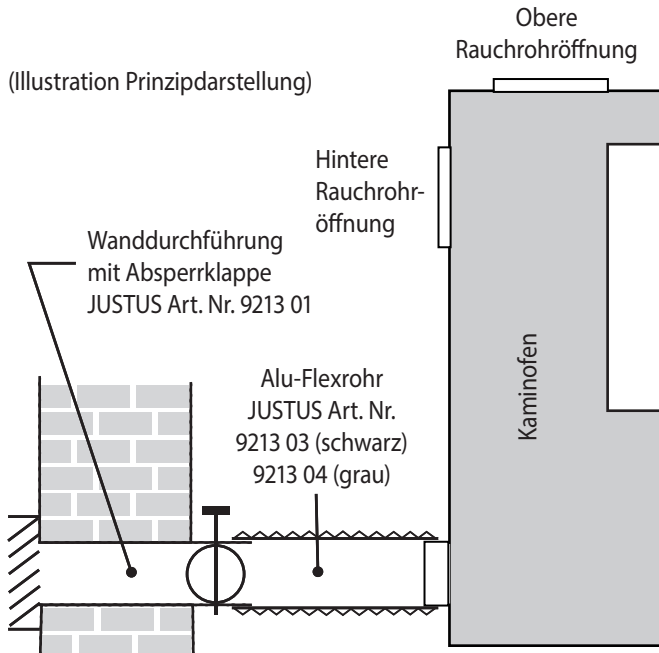 Obere
Rauchrohröffnung
(Illustration Prinzipdarstellung)
Hintere
Rauchrohr-
öffnung
Wanddurchführung
mit Absperrklappe
JUSTUS Art. Nr. 9213 01
Alu-Flexrohr
JUSTUS Art. Nr.
9213 03 (schwarz)
9213 04 (grau)
Kaminofen